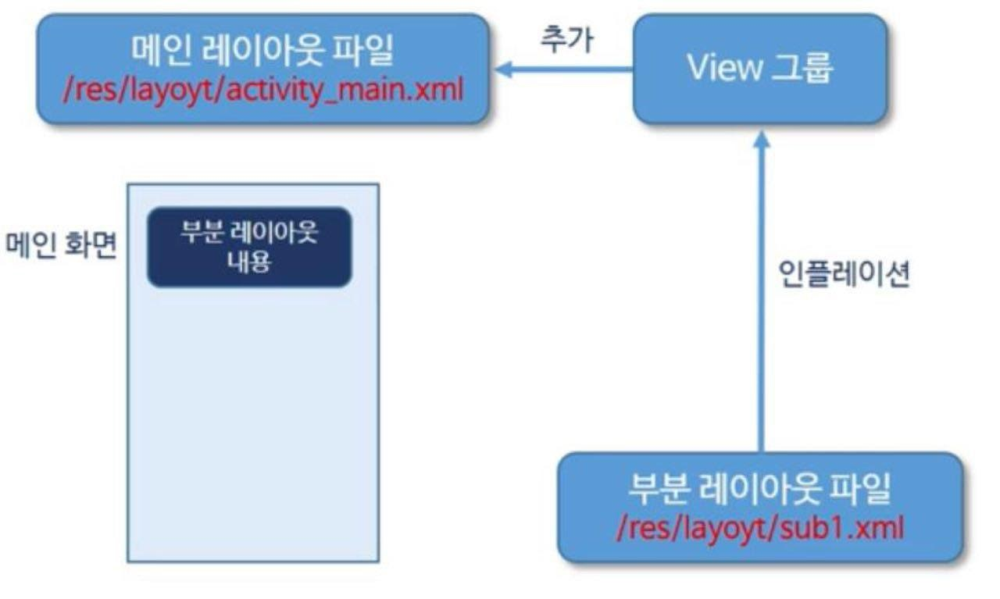 메인 레이아웃 파일
/res/layoyt/activity_main.xml
추가
View 그룹
메인 화면
부분 레이아웃
내용
인플레이션
부분 레이아웃 파일
/res/layoyt/sub1.xml